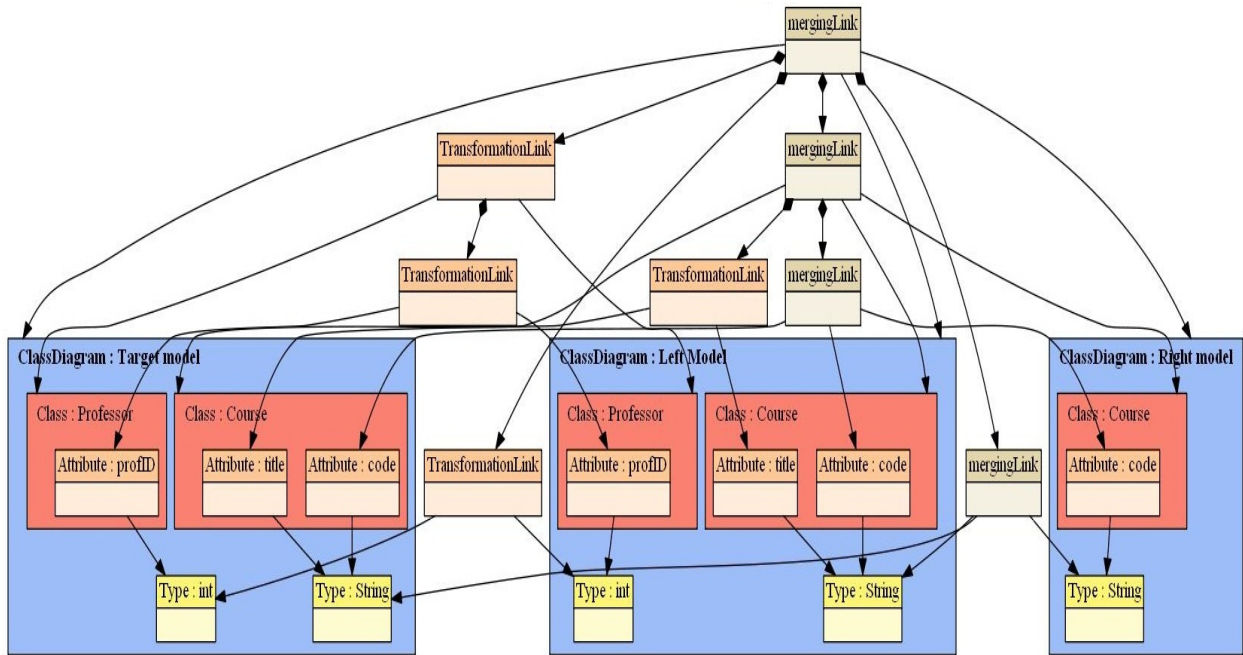 mergingLink
TransformationLink
mergingLink
TransformationLink
TransformationLink
mergingLink
ClassDiagram : Target model
ClassDiagram : Left Model
ClassDiagram : Right model
Class : Professor
Class : Course
Class : Professor
Class : Course
Class : Course
Attribute : profID
Attribute : title
Attribute : code
TransformationLink
Attribute : profID
Attribute : title
Attribute : code
mergingLink
Attribute : code
Type : int
Type : String
Type : int
Type : String
Type : String